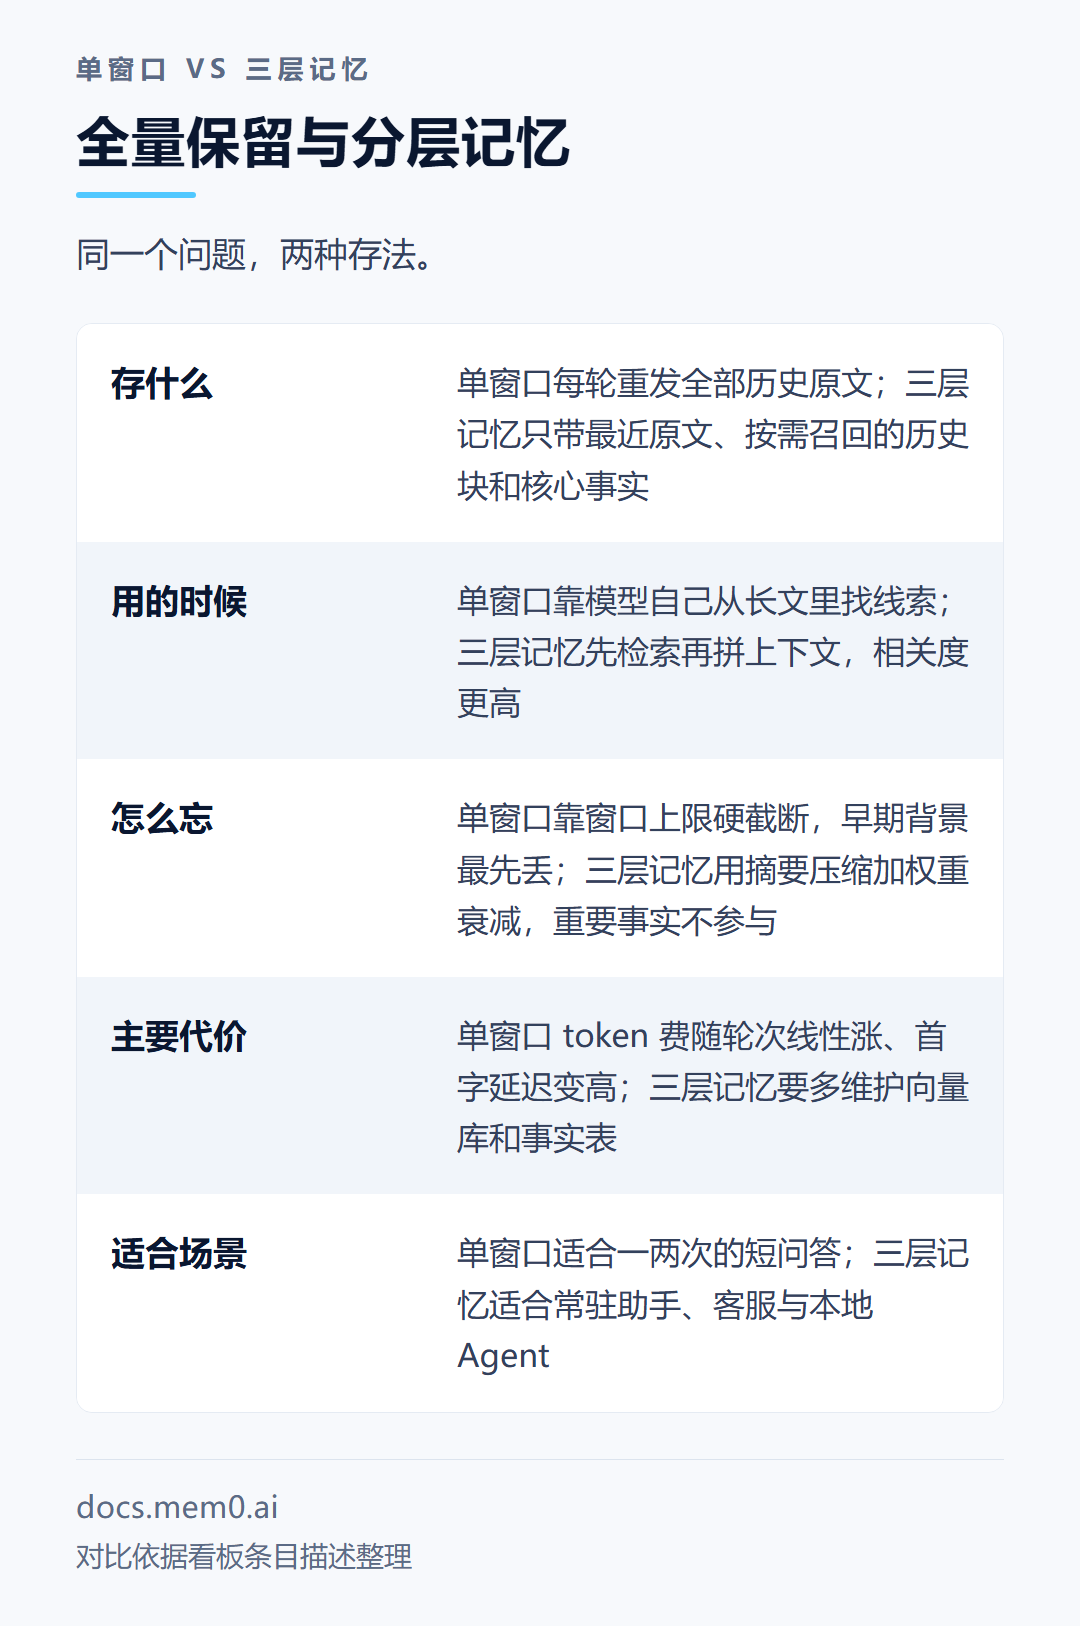 单窗口 VS 三层记忆
全量保留与分层记忆
同一个问题，两种存法。
存什么
单窗口每轮重发全部历史原文；三层
记忆只带最近原文、按需召回的历史
块和核心事实
用的时候
单窗口靠模型自己从长文里找线索；
三层记忆先检索再拼上下文，相关度
更高
怎么忘
单窗口靠窗口上限硬截断，早期背景
最先丢；三层记忆用摘要压缩加权重
衰减，重要事实不参与
主要代价
单窗口 token 费随轮次线性涨、首
字延迟变高；三层记忆要多维护向量
库和事实表
适合场景
单窗口适合一两次的短问答；三层记
忆适合常驻助手、客服与本地
Agent
docs.mem0.ai
对比依据看板条目描述整理